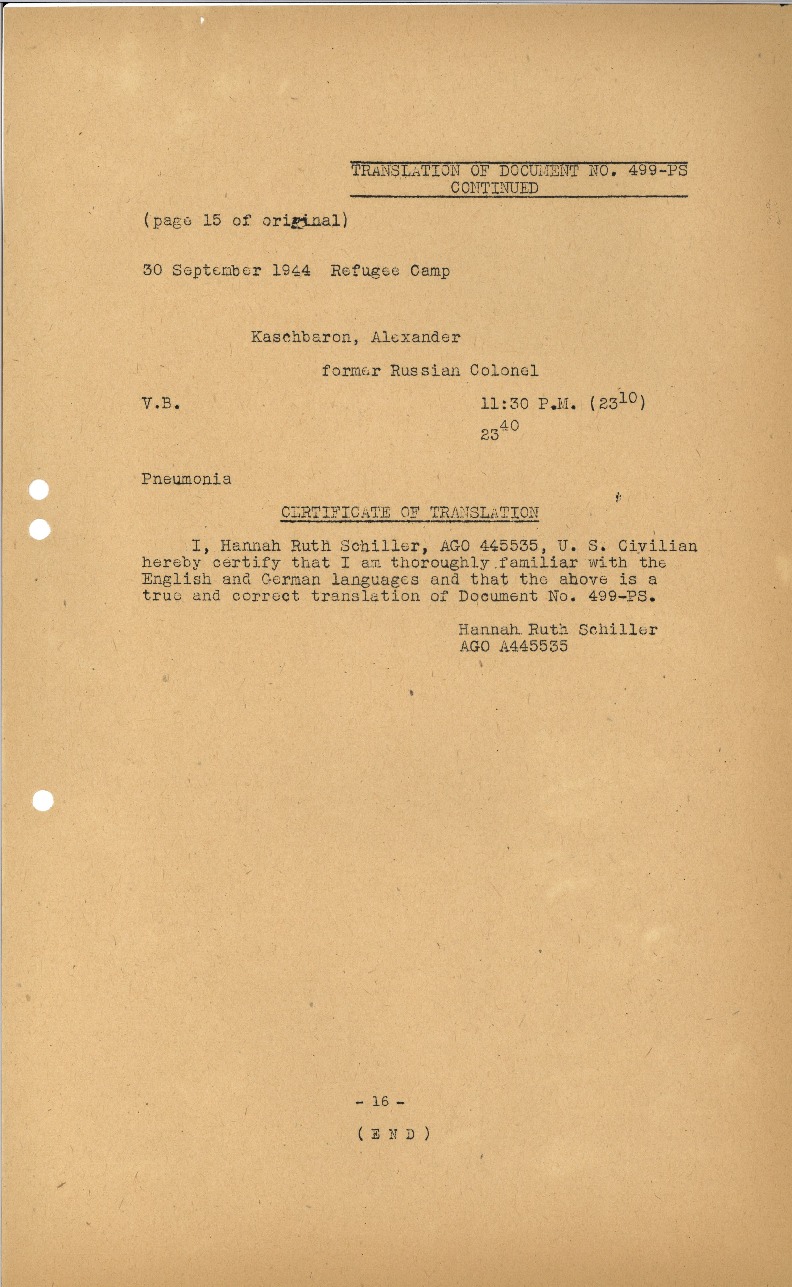 TRANSLATION OF DOCUMENT NO. 499-PS
CONTINUED
(page 15 of original)
30 September 1944 Refugee Camp
Kaschbaron, Alexander
former Russian Colonel
V.B. 11:30 P.M. (23¹⁰)
23⁴⁰
Pneumonia
CERTIFICATE OF TRANSLATION
I, Hannah Ruth Schiller, AGO 445535, U. S. Civilian
hereby certify that I am thoroughly familiar with the
English and German languages and that the above is a
true and correct translation of Document No. 499-PS.
Hannah Ruth Schiller
AGO A445535
- 16 -
( E N D )